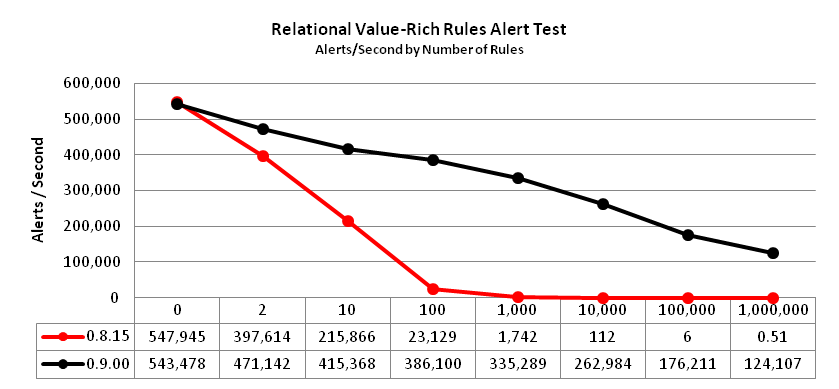 Relational Value-Rich Rules Alert Test
Alerts/Second by Number of Rules
Alerts / Second
600,000
500,000
400,000
300,000
200,000
100,000
0
0 2 10 100 1,000 10,000 100,000 1,000,000
0.8.15 547,945 397,614 215,866 23,129 1,742 112 6 0.51
0.9.00 543,478 471,142 415,368 386,100 335,289 262,984 176,211 124,107